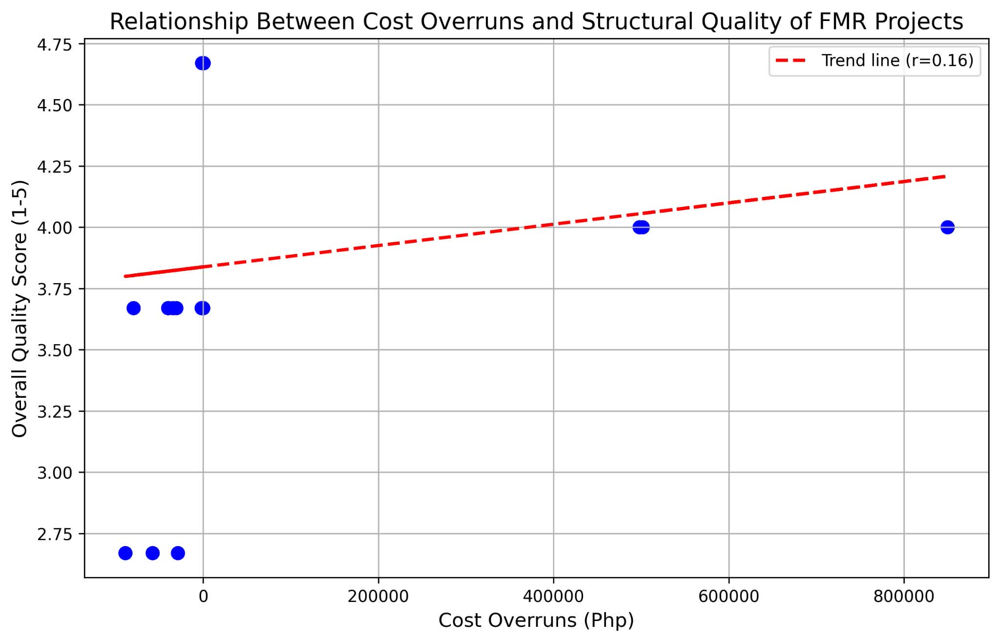 Relationship Between Cost Overruns and Structural Quality of FMR Projects
Trend line (r=0.16)
Overall Quality Score (1-5)
4.75
4.50
4.25
4.00
3.75
3.50
3.25
3.00
2.75
0 200000 400000 600000 800000
Cost Overruns (Php)